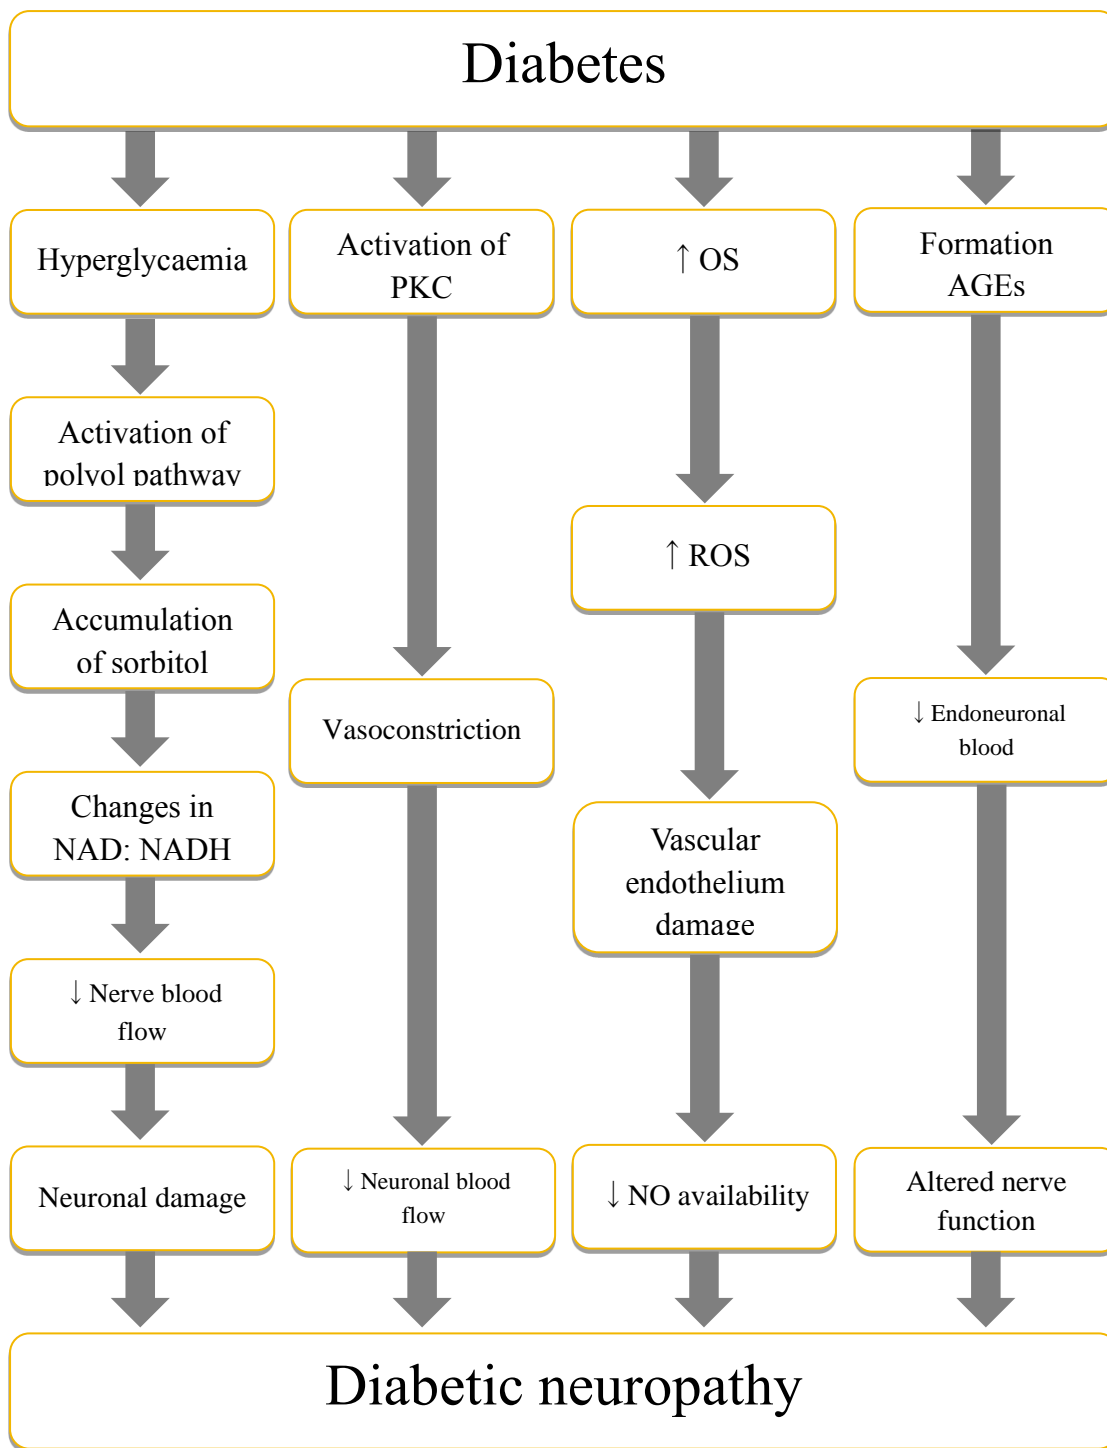 Diabetes
Hyperglycaemia
Activation of
polyol pathway
Accumulation
of sorbitol
Changes in
NAD: NADH
↓ Nerve blood
flow
Neuronal damage
Activation of
PKC
Vasoconstriction
↓ Neuronal blood
flow
↑ OS
↑ ROS
Vascular
endothelium
damage
↓ NO availability
Formation
AGEs
↓ Endoneuronal
blood
Altered nerve
function
Diabetic neuropathy